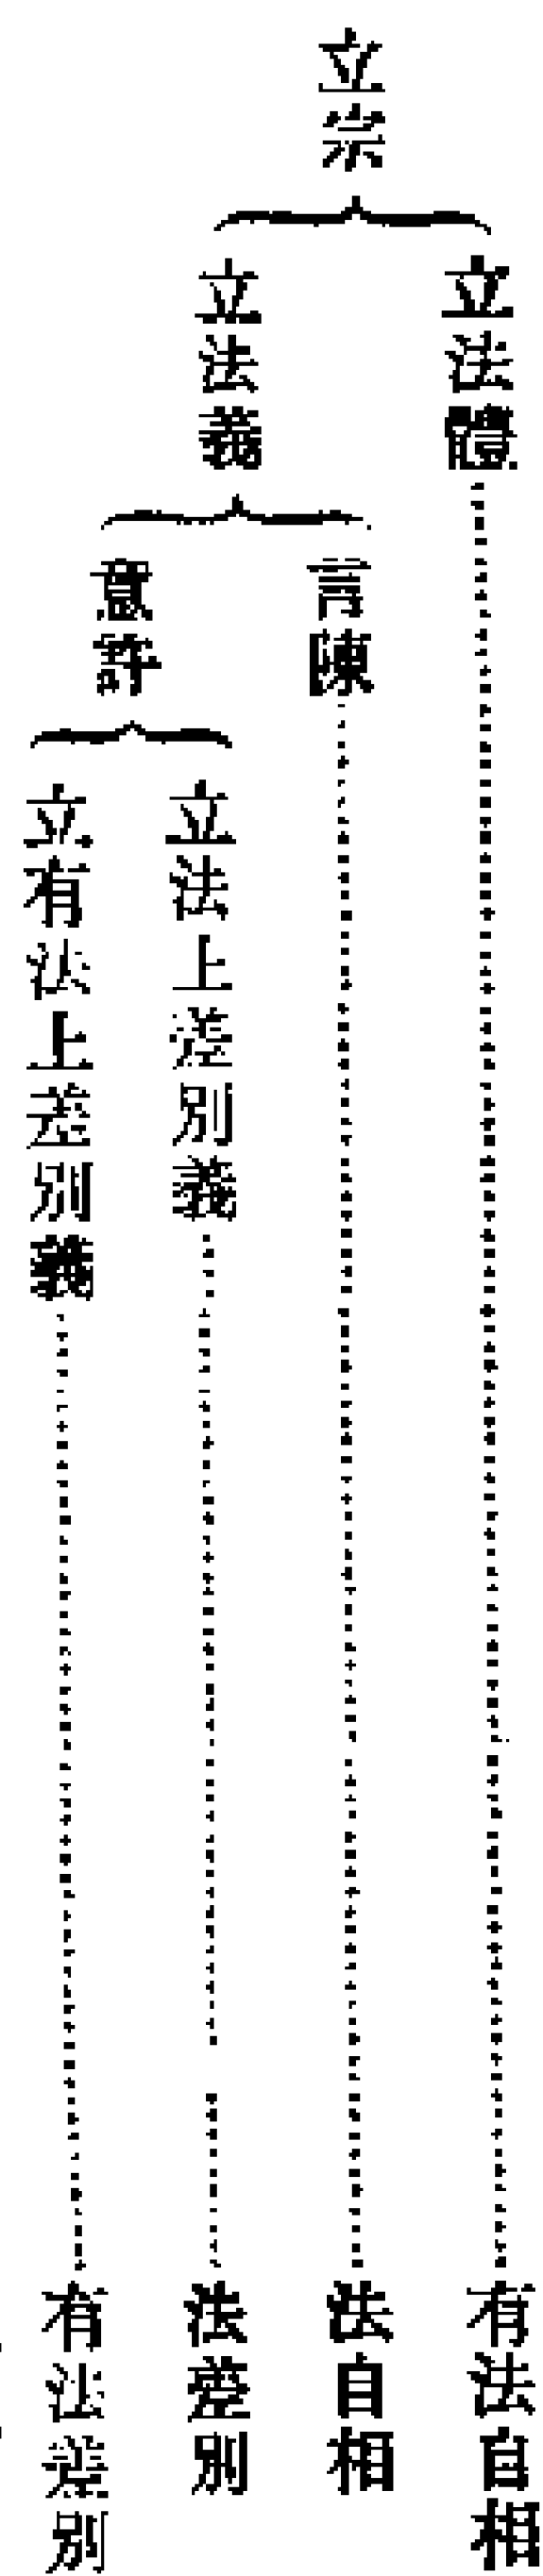 立宗
立法體
有法自相
立法義
言陳
法自相
意許
立法上差別義
法差別
立有法上差別義
有法差別